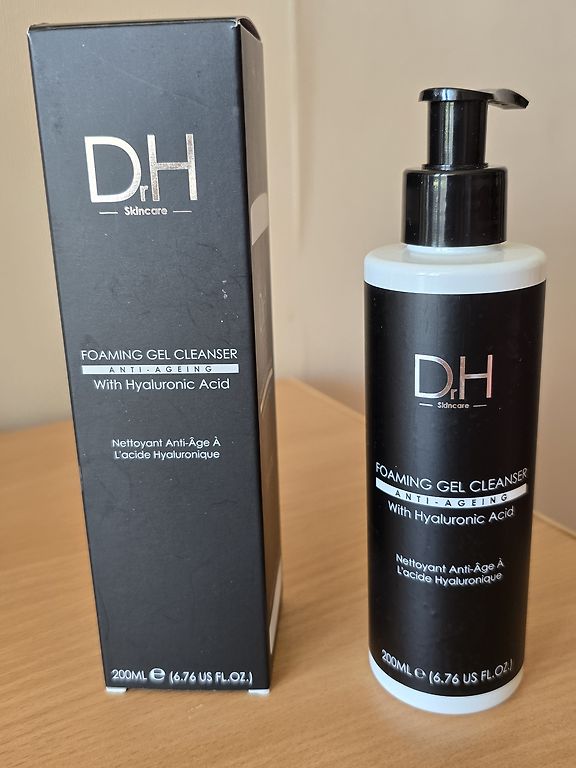 DrH
Skincare
FOAMING GEL CLEANSER
ANTI-AGEING
With Hyaluronic Acid
Nettoyant Anti-Âge À
L'acide Hyaluronique
200ML ℮ (6.76 US FL.OZ.)
DrH
Skincare
FOAMING GEL CLEANSER
ANTI-AGEING
With Hyaluronic Acid
Nettoyant Anti-Âge À
L'acide Hyaluronique
200ML ℮ (6.76 US FL.OZ.)